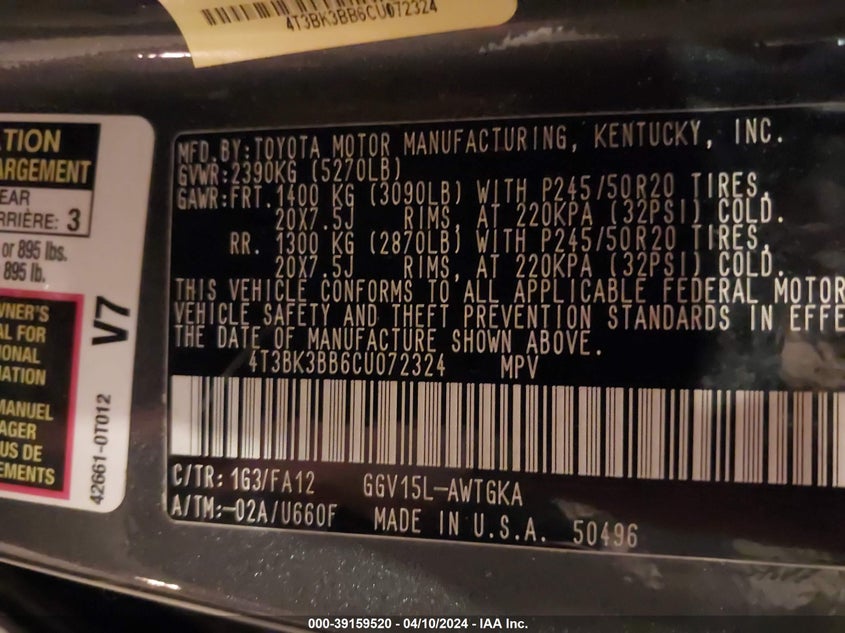 4T3BK3BB6CU072324
TION
ARGEMENT
EAR
ARRIÈRE: 3
or 895 lbs.
895 lb.
WNER'S
AL FOR
TIONAL
MATION
MANUEL
AGER
US DE
EMENTS
V7
42661-0T012
MFD.BY:TOYOTA MOTOR MANUFACTURING, KENTUCKY, INC.
GVWR:2390KG (5270LB)
GAWR:FRT.1400 KG (3090LB) WITH P245/50R20 TIRES,
20X7.5J RIMS, AT 220KPA (32PSI) COLD.
RR. 1300 KG (2870LB) WITH P245/50R20 TIRES,
20X7.5J RIMS, AT 220KPA (32PSI) COLD.
THIS VEHICLE CONFORMS TO ALL APPLICABLE FEDERAL MOTOR
VEHICLE SAFETY AND THEFT PREVENTION STANDARDS IN EFFE
THE DATE OF MANUFACTURE SHOWN ABOVE.
4T3BK3BB6CU072324 MPV
C/TR: 1G3/FA12 GGV15L-AWTGKA
A/TM:-02A/U660F MADE IN U.S.A. 50496
000-39159520 - 04/10/2024 - IAA Inc.